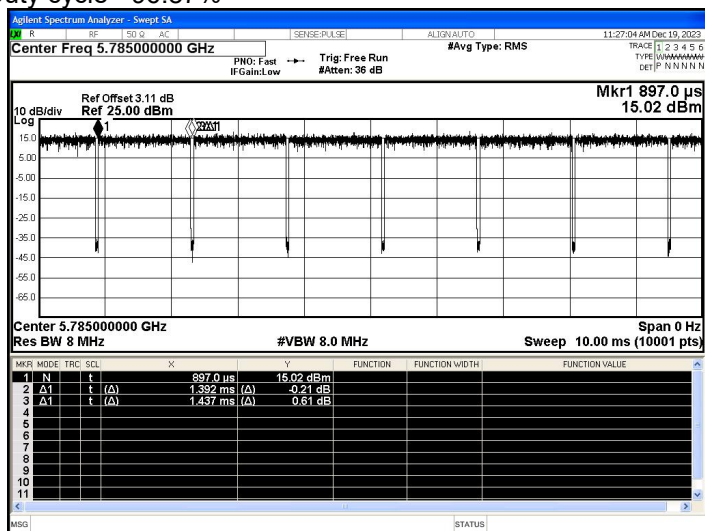 Agilent Spectrum Analyzer - Swept SA
LXI R RF 50 Ω AC SENSE:PULSE ALIGN AUTO 11:27:04 AM Dec 19, 2023
Center Freq 5.785000000 GHz #Avg Type: RMS TRACE 1 2 3 4 5 6
PNO: Fast Trig: Free Run TYPE
IFGain:Low #Atten: 36 dB DET P N N N N N
Mkr1 897.0 µs
Ref Offset 3.11 dB
10 dB/div Ref 25.00 dBm 15.02 dBm
Log
1
15.0
5.00
-5.00
-15.0
-25.0
-35.0
-45.0
-55.0
-65.0
Center 5.785000000 GHz Span 0 Hz
Res BW 8 MHz #VBW 8.0 MHz Sweep 10.00 ms (10001 pts)
MKR MODE TRC SCL X Y FUNCTION FUNCTION WIDTH FUNCTION VALUE
1 N t 897.0 µs 15.02 dBm
2 Δ1 t (Δ) 1.392 ms (Δ) -0.21 dB
3 Δ1 t (Δ) 1.437 ms (Δ) 0.61 dB
4
5
6
7
8
9
10
11
MSG STATUS